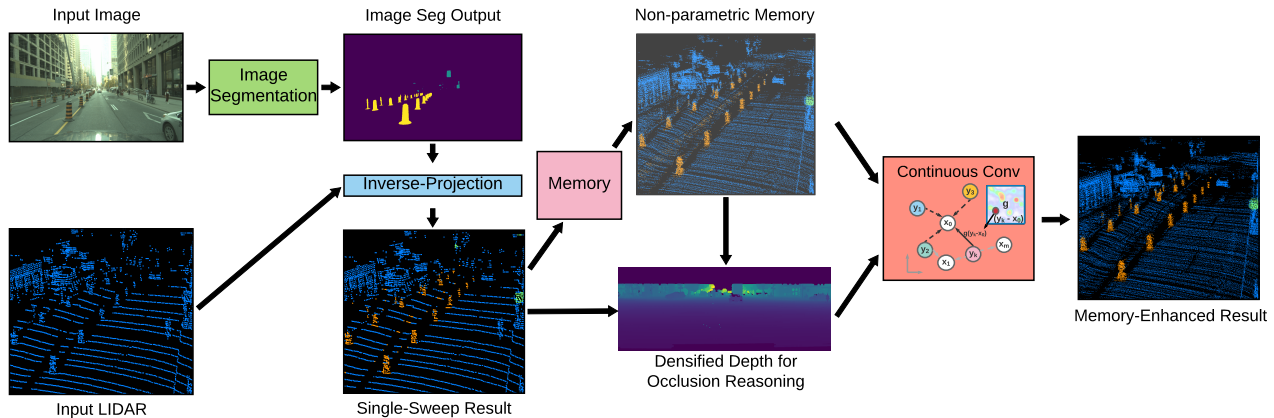 Input Image
Image Seg Output
Non-parametric Memory
Image
Segmentation
Inverse-Projection
Memory
Continuous Conv
y₃
g
(yₖ - x₀)
y₁
x₀
g(yₖ-x₀)
y₂
x₁
yₖ
xₘ
Input LIDAR
Single-Sweep Result
Densified Depth for
Occlusion Reasoning
Memory-Enhanced Result